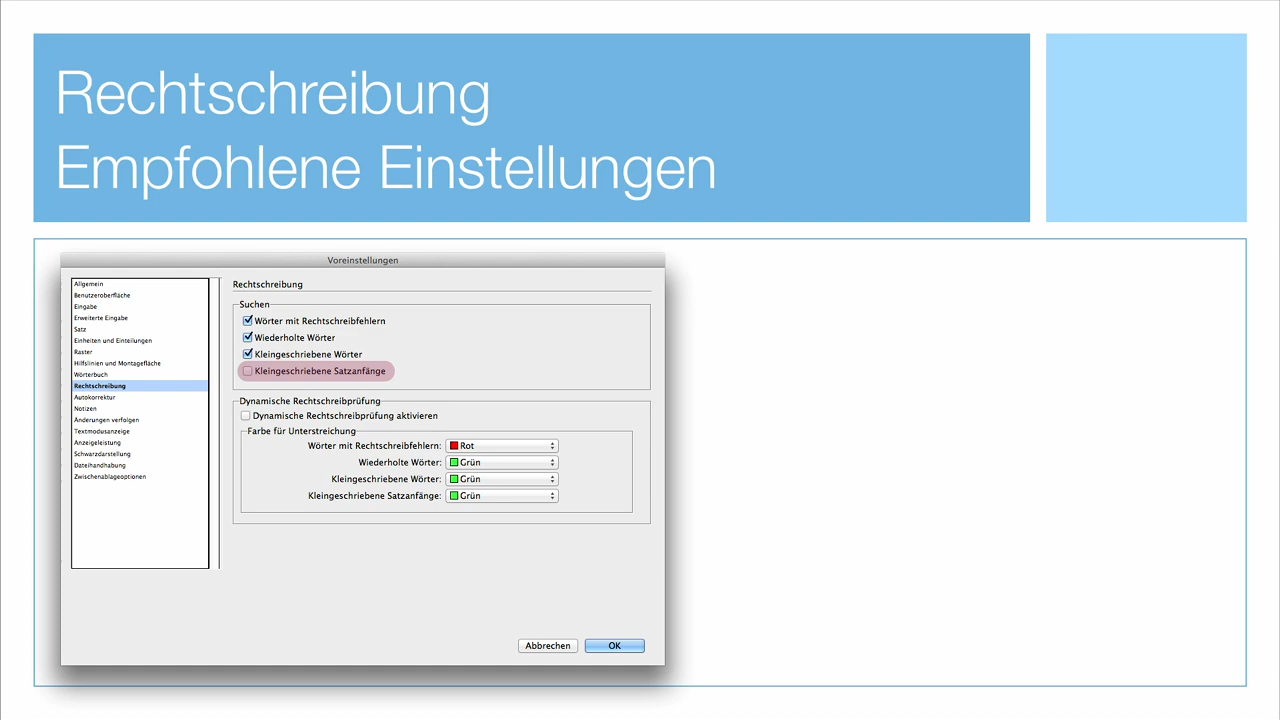 Rechtschreibung
Empfohlene Einstellungen
Voreinstellungen
Allgemein
Benutzeroberfläche
Eingabe
Erweiterte Eingabe
Satz
Einheiten und Einteilungen
Raster
Hilfslinien und Montagefläche
Wörterbuch
Rechtschreibung
Autokorrektur
Notizen
Änderungen verfolgen
Textmodusanzeige
Anzeigeleistung
Schwarzdarstellung
Dateihandhabung
Zwischenablageoptionen
Rechtschreibung
Suchen
Wörter mit Rechtschreibfehlern
Wiederholte Wörter
Kleingeschriebene Wörter
Kleingeschriebene Satzanfänge
Dynamische Rechtschreibprüfung
Dynamische Rechtschreibprüfung aktivieren
Farbe für Unterstreichung
Wörter mit Rechtschreibfehlern: Rot
Wiederholte Wörter: Grün
Kleingeschriebene Wörter: Grün
Kleingeschriebene Satzanfänge: Grün
Abbrechen OK